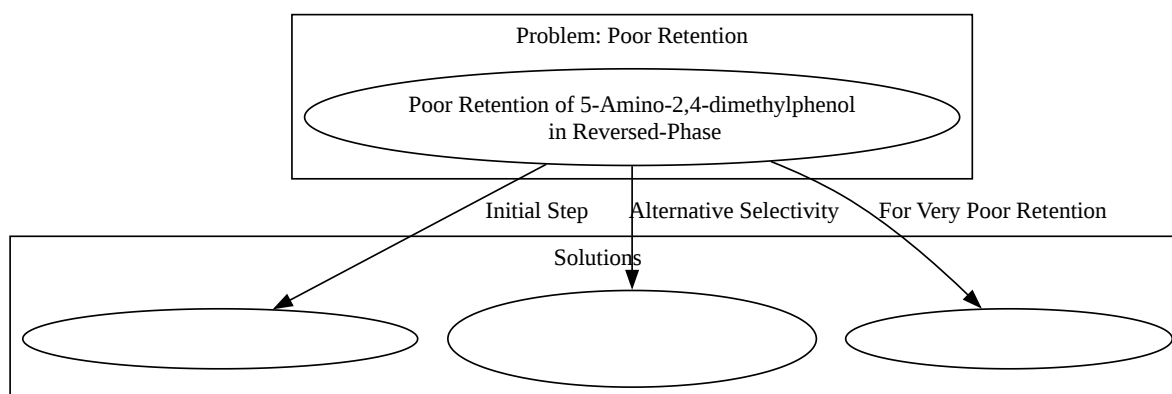 Problem: Poor Retention
Poor Retention of 5-Amino-2,4-dimethylphenol
in Reversed-Phase
Initial Step
Alternative Selectivity
For Very Poor Retention
Solutions